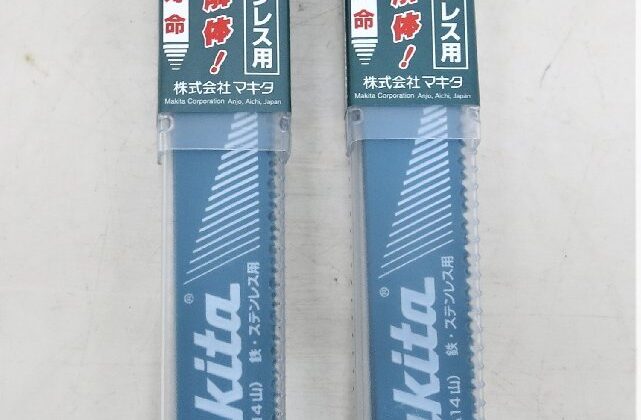 ンレス用
解体!
命
株式会社 マキタ
Makita Corporation Anjo, Aichi, Japan
kita®
鉄・ステンレス用
14山)
ンレス用
解体!
命
株式会社 マキタ
Makita Corporation Anjo, Aichi, Japan
akita®
鉄・ステンレス用
14山)